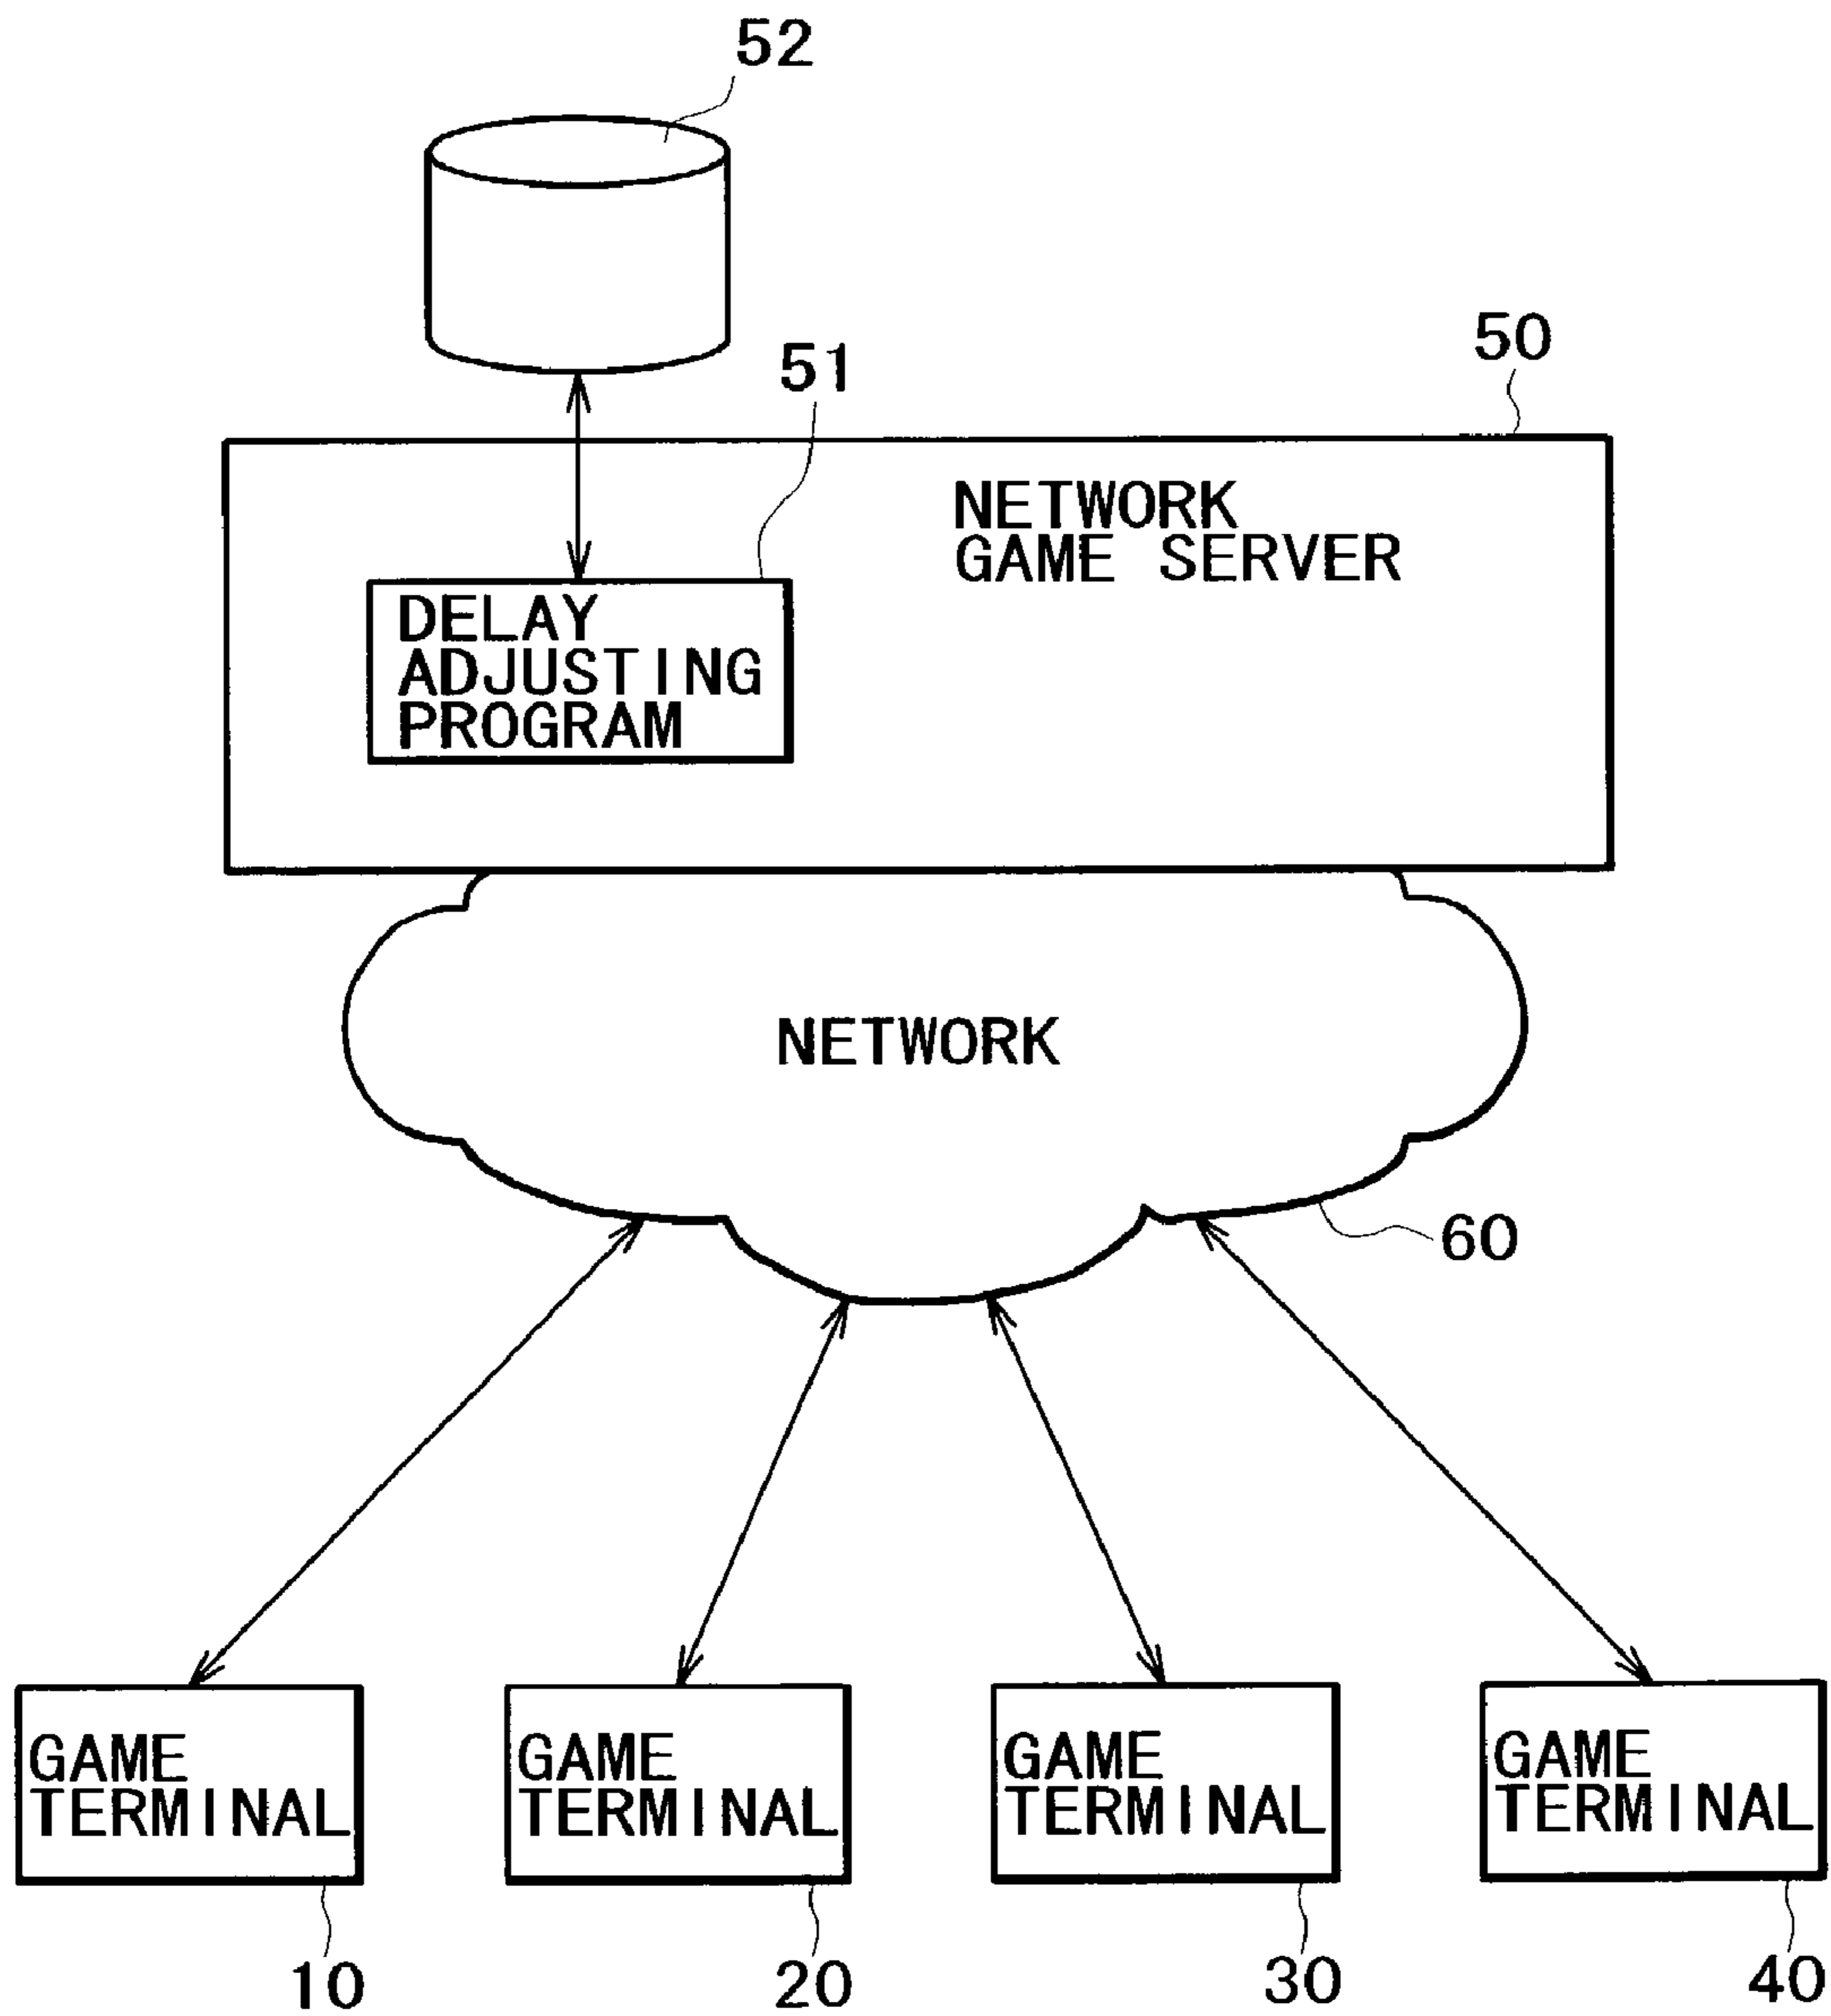 52
50
51
NETWORK
GAME SERVER
DELAY
ADJUSTING
PROGRAM
NETWORK
60
GAME
TERMINAL
GAME
TERMINAL
GAME
TERMINAL
GAME
TERMINAL
10
20
30
40